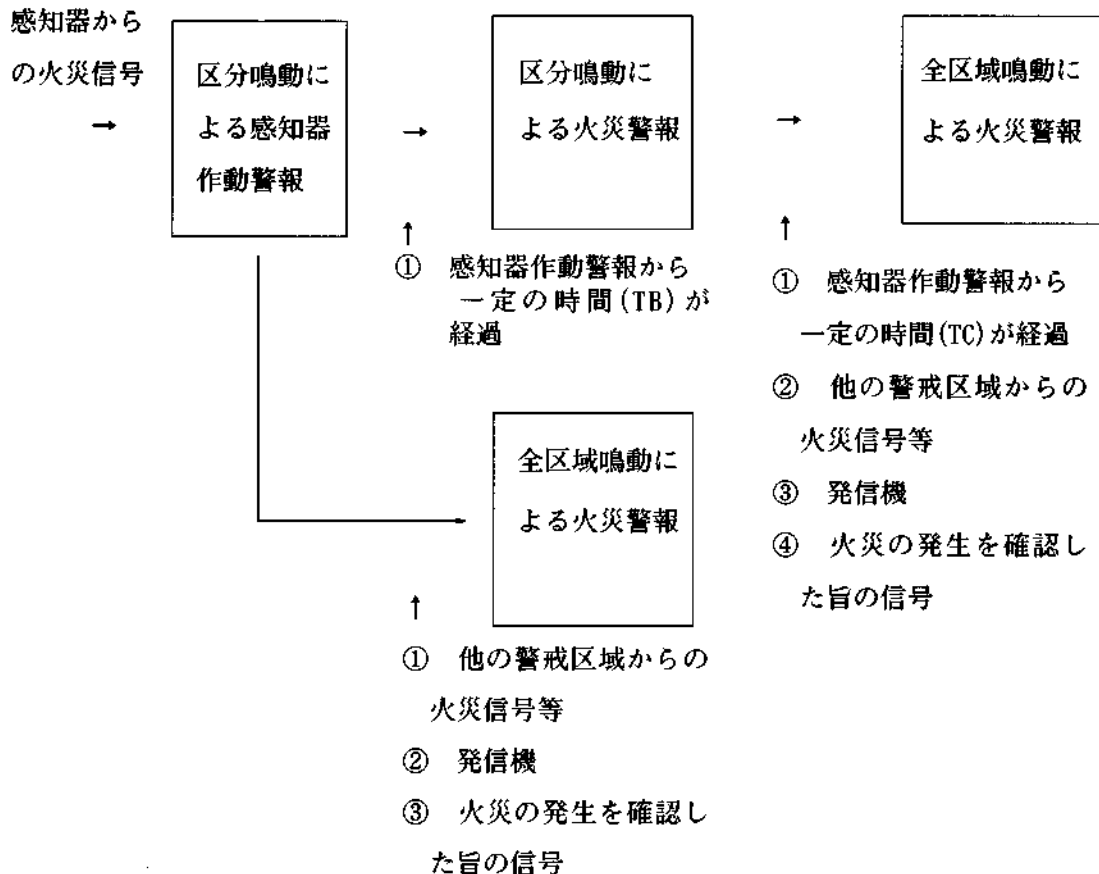 感知器から
の火災信号
→
区分鳴動に
よる感知器
作動警報
→
区分鳴動に
よる火災警報
→
全区域鳴動に
よる火災警報
↑
① 感知器作動警報から
一定の時間(TB)が
経過
↑
① 感知器作動警報から
一定の時間(TC)が経過
② 他の警戒区域からの
火災信号等
③ 発信機
④ 火災の発生を確認し
た旨の信号
全区域鳴動に
よる火災警報
↑
① 他の警戒区域からの
火災信号等
② 発信機
③ 火災の発生を確認し
た旨の信号